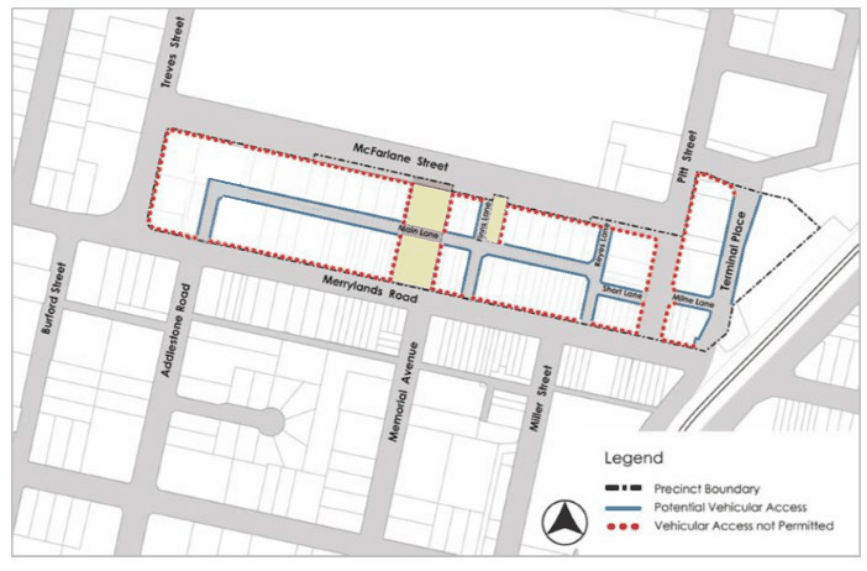 Treves Street
McFarlane Street
Pitt Street
Finns Lane
Main Lane
Reyes Lane
Short Lane
Milne Lane
Terminal Place
Merrylands Road
Burford Street
Addlestone Road
Memorial Avenue
Miller Street
Legend
Precinct Boundary
Potential Vehicular Access
Vehicular Access not Permitted